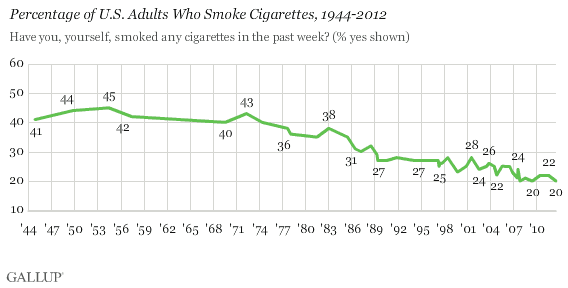 Percentage of U.S. Adults Who Smoke Cigarettes, 1944-2012
Have you, yourself, smoked any cigarettes in the past week? (% yes shown)
60
50
40
30
20
10
41 44 45 42 40 43 36 38 31 27 27 25 28 24 26 22 24 20 22 20
'44 '47 '50 '53 '56 '59 '62 '65 '68 '71 '74 '77 '80 '83 '86 '89 '92 '95 '98 '01 '04 '07 '10
GALLUP®